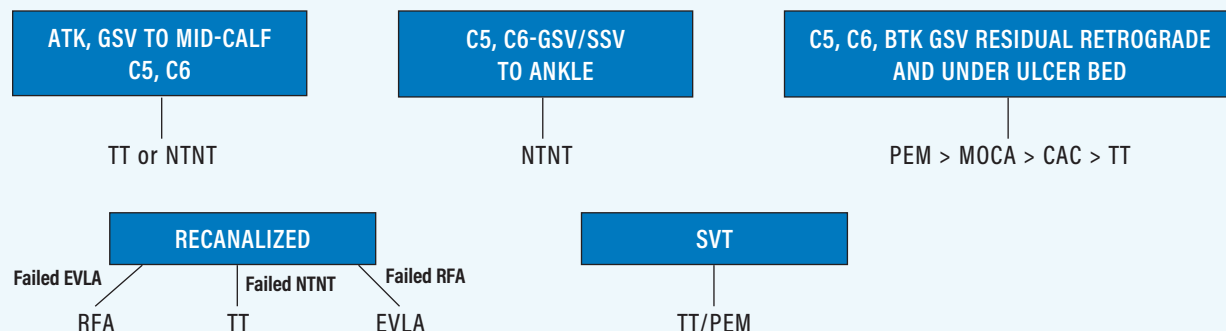 ATK, GSV TO MID-CALF
C5, C6
TT or NTNT
C5, C6-GSV/SSV
TO ANKLE
NTNT
C5, C6, BTK GSV RESIDUAL RETROGRADE
AND UNDER ULCER BED
PEM > MOCA > CAC > TT
RECANALIZED
Failed EVLA
Failed NTNT
Failed RFA
RFA
TT
EVLA
SVT
TT/PEM